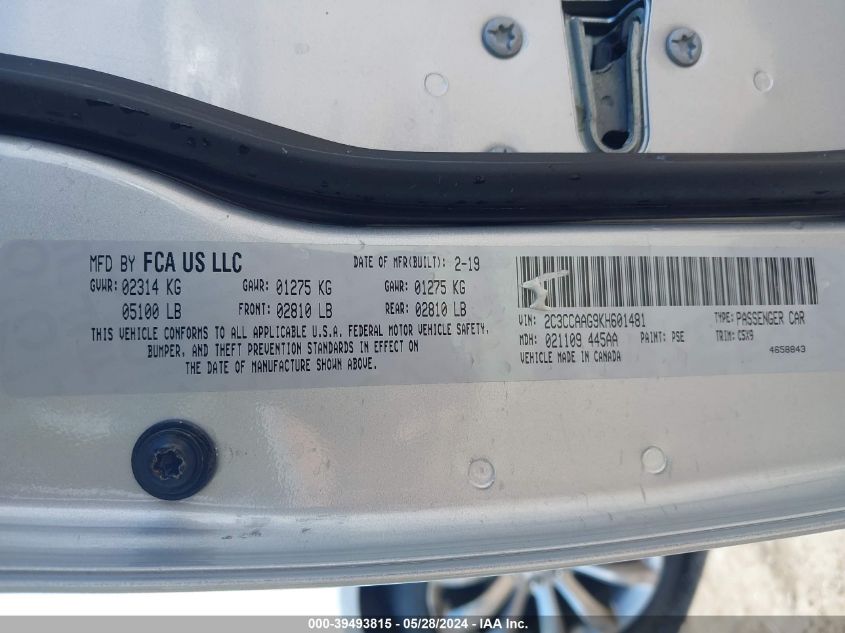 MFD BY FCA US LLC DATE OF MFR(BUILT): 2-19
GVWR: 02314 KG GAWR: 01275 KG GAWR: 01275 KG
05100 LB FRONT: 02810 LB REAR: 02810 LB
THIS VEHICLE CONFORMS TO ALL APPLICABLE U.S.A. FEDERAL MOTOR VEHICLE SAFETY,
BUMPER, AND THEFT PREVENTION STANDARDS IN EFFECT ON
THE DATE OF MANUFACTURE SHOWN ABOVE.
VIN: 2C3CCAAG9KH601481 TYPE: PASSENGER CAR
MDH: 021109 445AA PAINT: PSE TRIM: C5X9
VEHICLE MADE IN CANADA 4658843
000-39493815 - 05/28/2024 - IAA Inc.